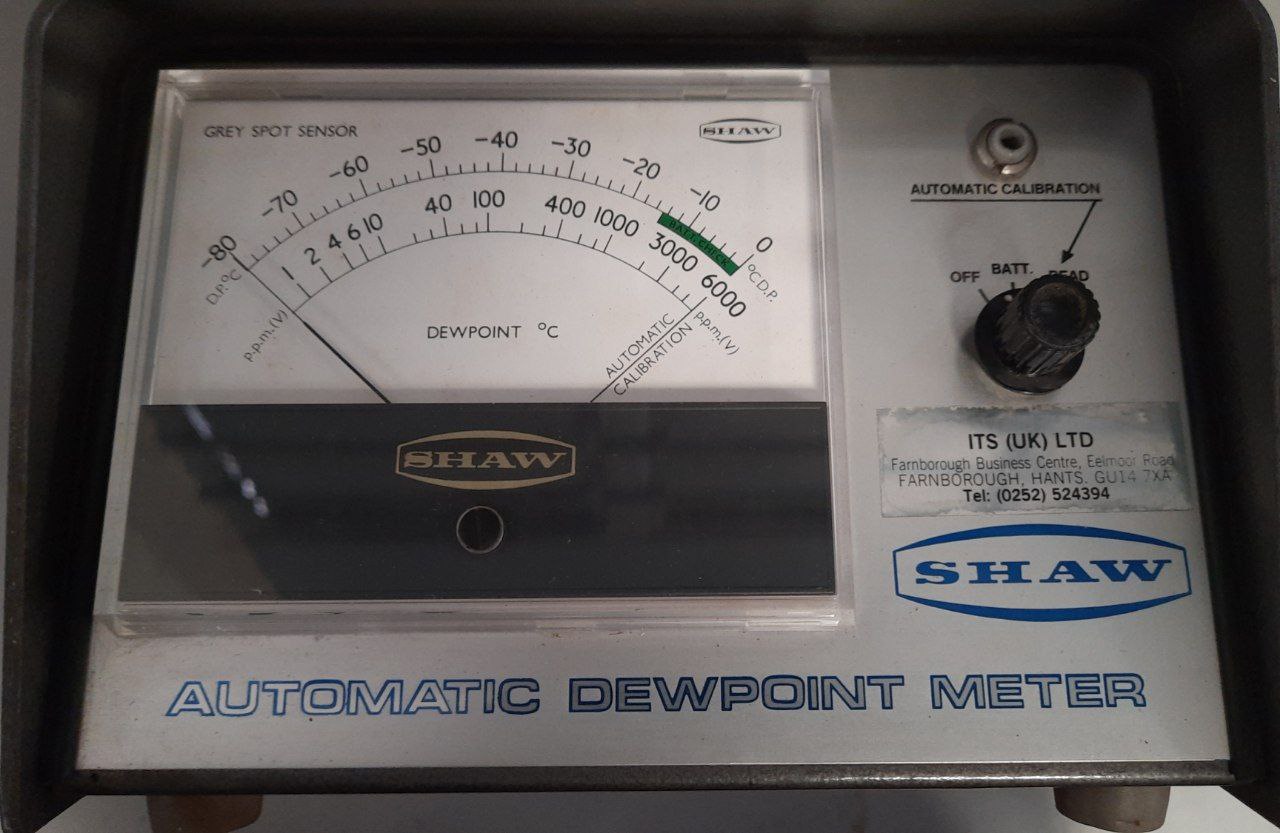 GREY SPOT SENSOR
SHAW
-80 -70 -60 -50 -40 -30 -20 -10 0
D.P.°C
°C.D.P.
BATT. CHECK
1 2 4 6 10 40 100 400 1000 3000 6000
p.p.m.(V)
p.p.m.(V)
DEWPOINT °C
AUTOMATIC
CALIBRATION
SHAW
AUTOMATIC CALIBRATION
OFF BATT. READ
ITS (UK) LTD
Farnborough Business Centre, Eelmoor Road
FARNBOROUGH, HANTS. GU14 7XA
Tel: (0252) 524394
SHAW
AUTOMATIC DEWPOINT METER